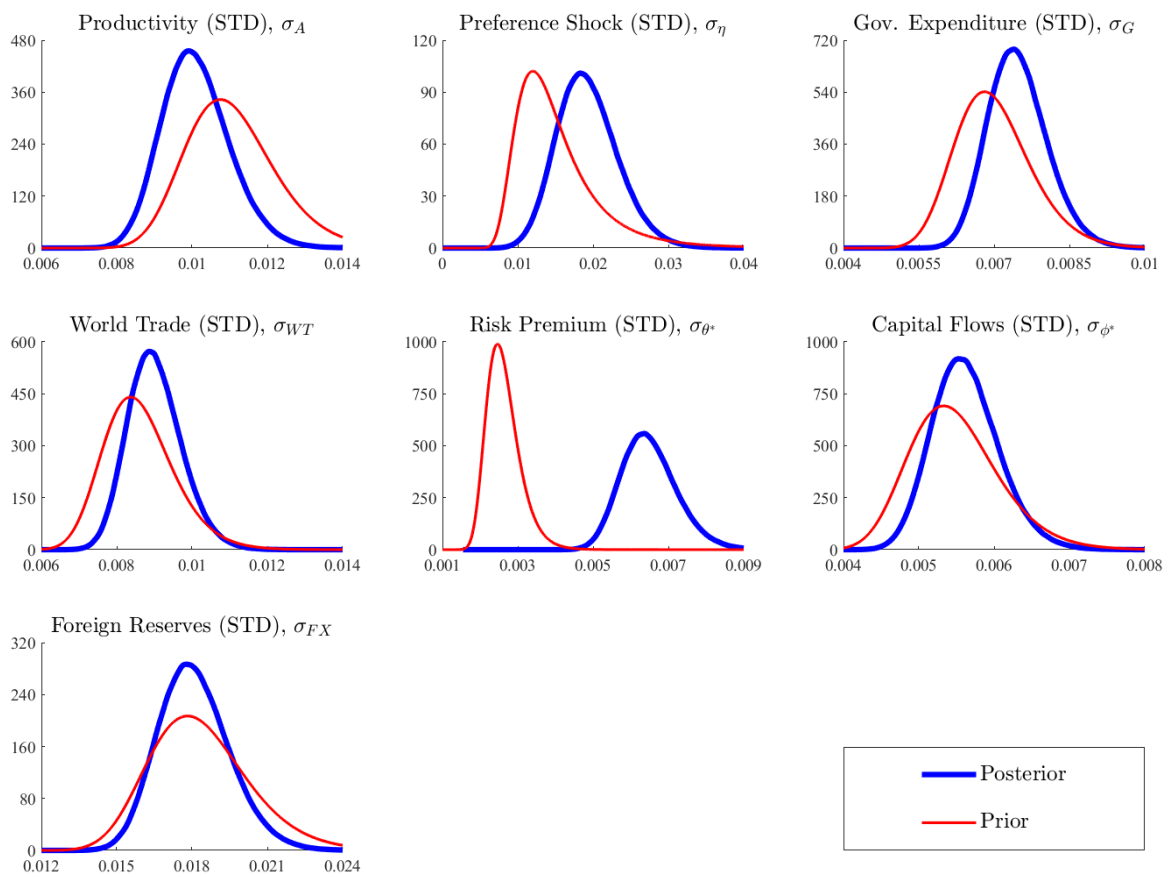 Productivity (STD), σ_A
480
360
240
120
0
0.006 0.008 0.01 0.012 0.014
Preference Shock (STD), σ_η
120
90
60
30
0
0 0.01 0.02 0.03 0.04
Gov. Expenditure (STD), σ_G
720
540
360
180
0
0.004 0.0055 0.007 0.0085 0.01
World Trade (STD), σ_WT
600
450
300
150
0
0.006 0.008 0.01 0.012 0.014
Risk Premium (STD), σ_θ*
1000
750
500
250
0
0.001 0.003 0.005 0.007 0.009
Capital Flows (STD), σ_ϕ*
1000
750
500
250
0
0.004 0.005 0.006 0.007 0.008
Foreign Reserves (STD), σ_FX
320
240
160
80
0
0.012 0.015 0.018 0.021 0.024
Posterior
Prior